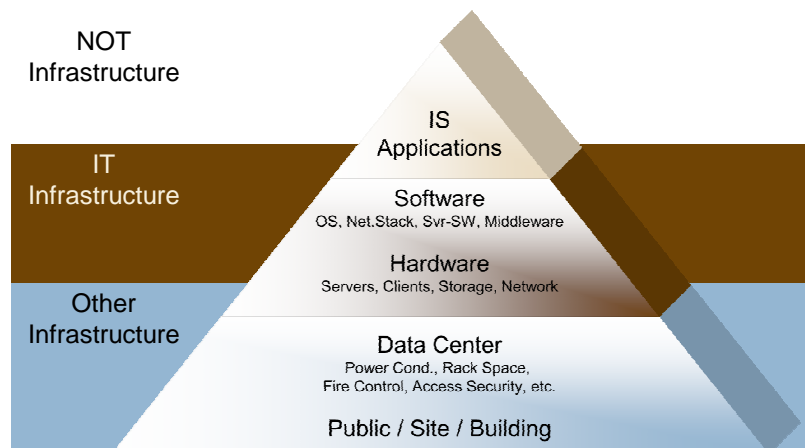 NOT
Infrastructure
IS
Applications
IT
Infrastructure
Software
OS, Net.Stack, Svr-SW, Middleware
Hardware
Servers, Clients, Storage, Network
Other
Infrastructure
Data Center
Power Cond., Rack Space,
Fire Control, Access Security, etc.
Public / Site / Building